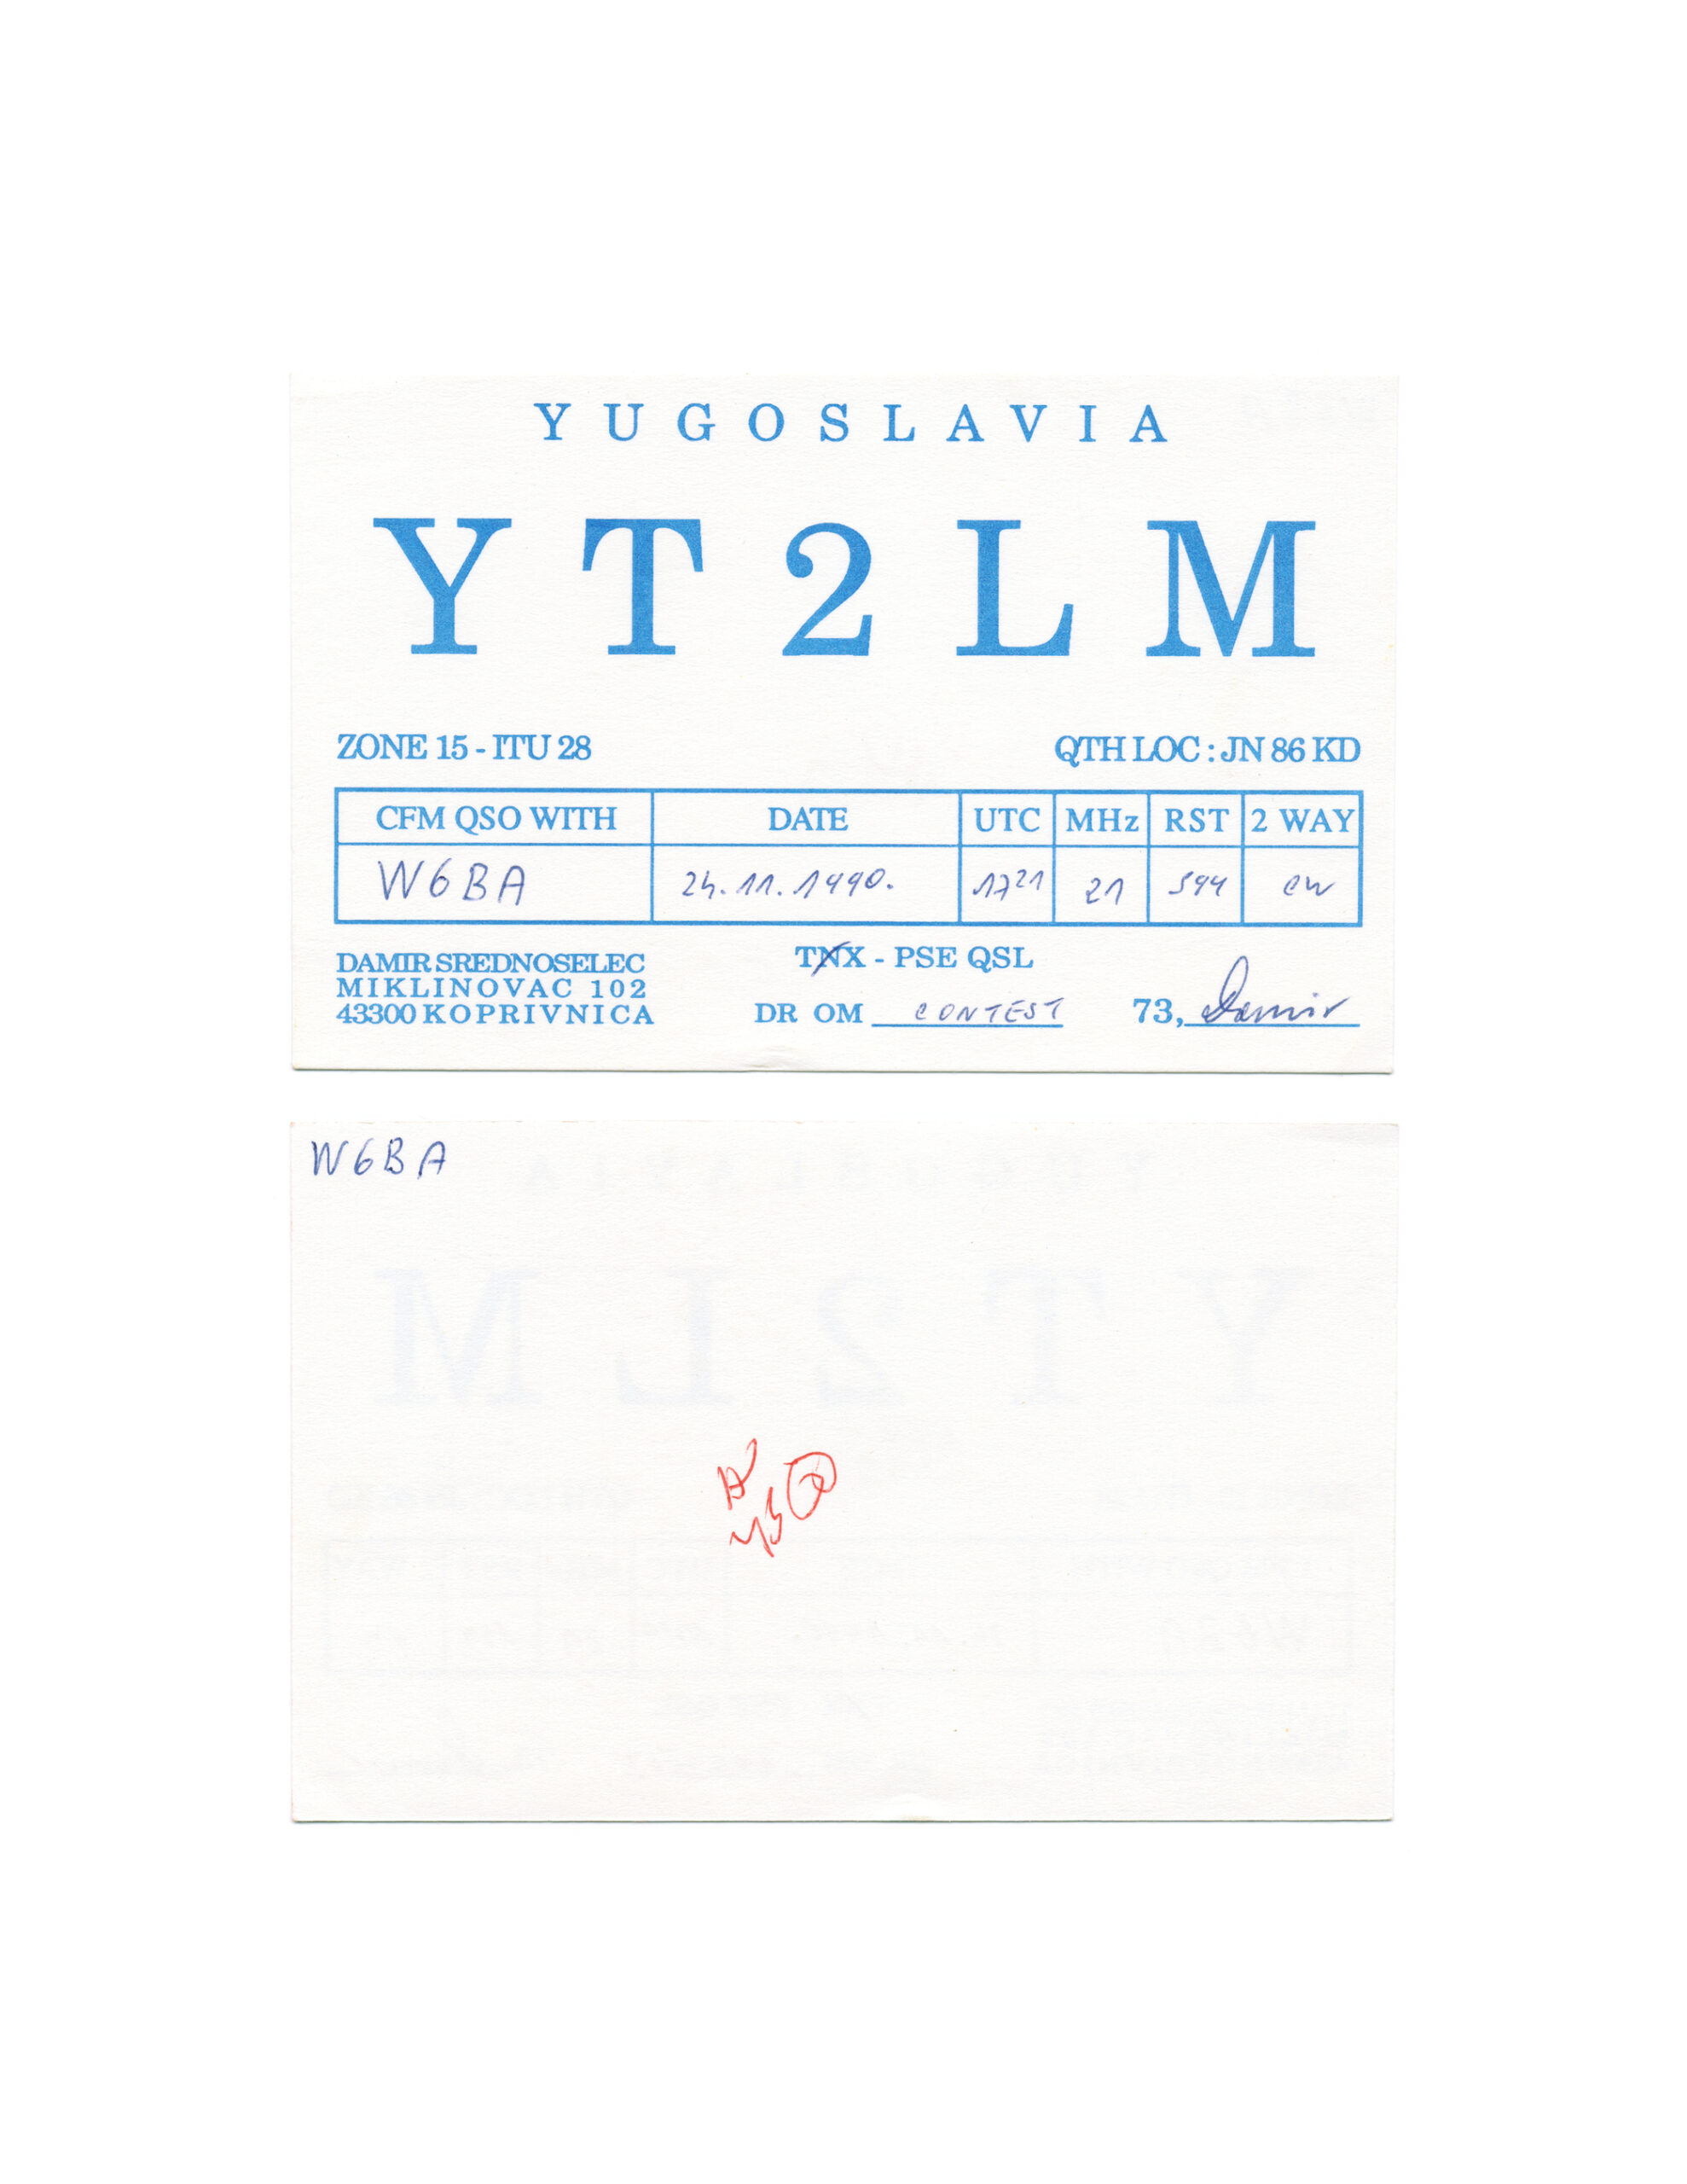 YUGOSLAVIA
YT2LM
ZONE 15 - ITU 28 QTH LOC : JN 86 KD
CFM QSO WITH DATE UTC MHz RST 2 WAY
W6BA 24.11.1990. 1721 21 599 CW
DAMIR SREDNOSELEC
MIKLINOVAC 102
43300 KOPRIVNICA
TNX - PSE QSL
DR OM CONTEST 73, Damir
W6BA